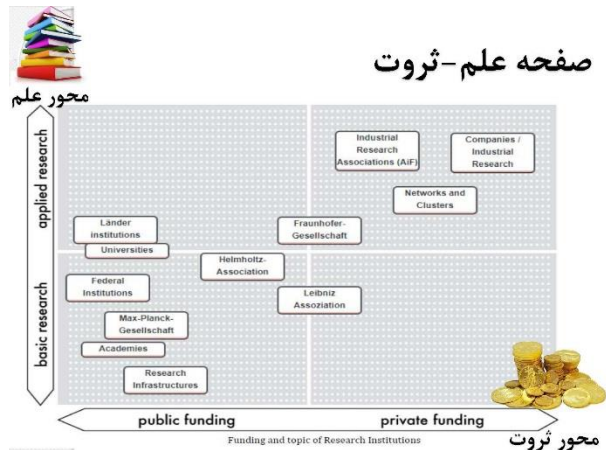 صفحه علم-ثروت
محور علم
applied research
basic research
Industrial
Research
Associations (AiF)
Companies /
Industrial
Research
Networks and
Clusters
Länder
institutions
Universities
Fraunhofer-
Gesellschaft
Helmholtz-
Association
Federal
Institutions
Leibniz
Assoziation
Max-Planck-
Gesellschaft
Academies
Research
Infrastructures
public funding
private funding
Funding and topic of Research Institutions
محور ثروت